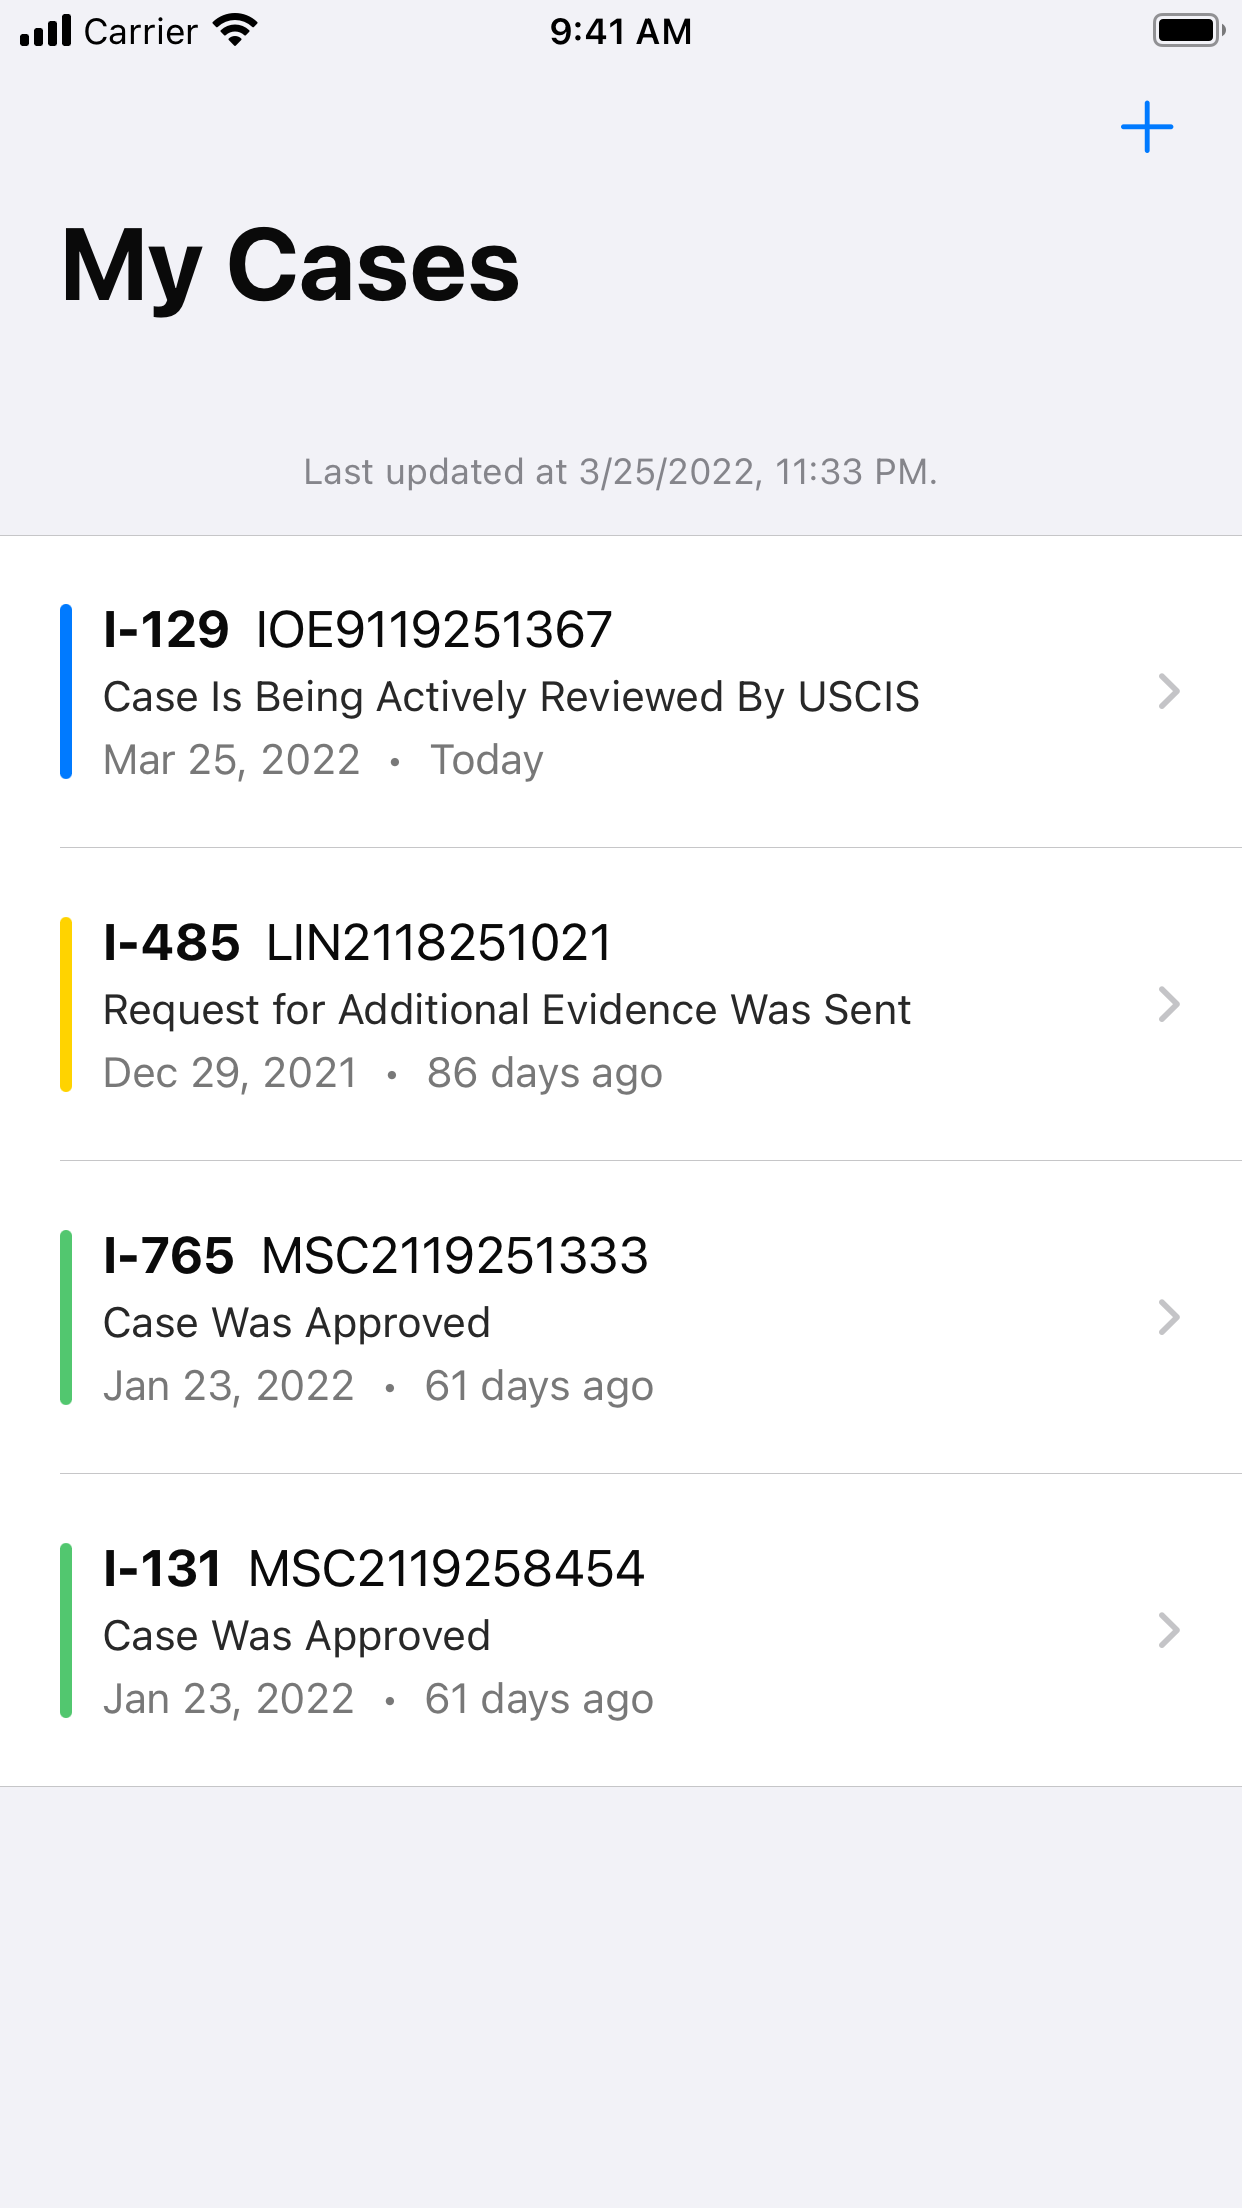 Carrier 9:41 AM
My Cases
Last updated at 3/25/2022, 11:33 PM.
I-129 IOE9119251367
Case Is Being Actively Reviewed By USCIS
Mar 25, 2022 • Today
I-485 LIN2118251021
Request for Additional Evidence Was Sent
Dec 29, 2021 • 86 days ago
I-765 MSC2119251333
Case Was Approved
Jan 23, 2022 • 61 days ago
I-131 MSC2119258454
Case Was Approved
Jan 23, 2022 • 61 days ago